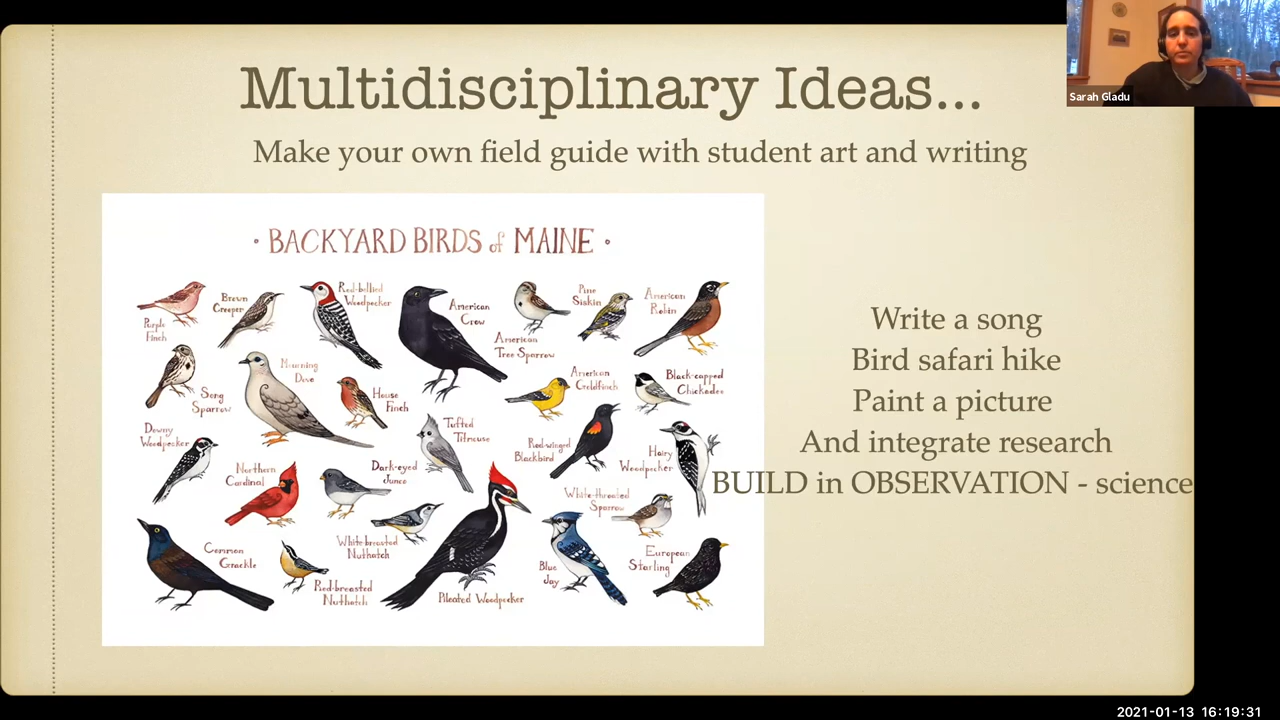 Multidisciplinary Ideas...
Sarah Gladu
Make your own field guide with student art and writing
· BACKYARD BIRDS of MAINE ·
Purple
Finch
Brown
Creeper
Red-bellied
Woodpecker
American
Crow
American
Tree Sparrow
Pine
Siskin
American
Robin
Song
Sparrow
Mourning
Dove
House
Finch
American
Goldfinch
Black-capped
Chickadee
Downy
Woodpecker
Northern
Cardinal
Dark-eyed
Junco
Tufted
Titmouse
Red-winged
Blackbird
Hairy
Woodpecker
White-throated
Sparrow
Common
Grackle
Red-breasted
Nuthatch
White-breasted
Nuthatch
Pileated Woodpecker
Blue
Jay
European
Starling
Write a song
Bird safari hike
Paint a picture
And integrate research
BUILD in OBSERVATION - science
2021-01-13 16:19:31